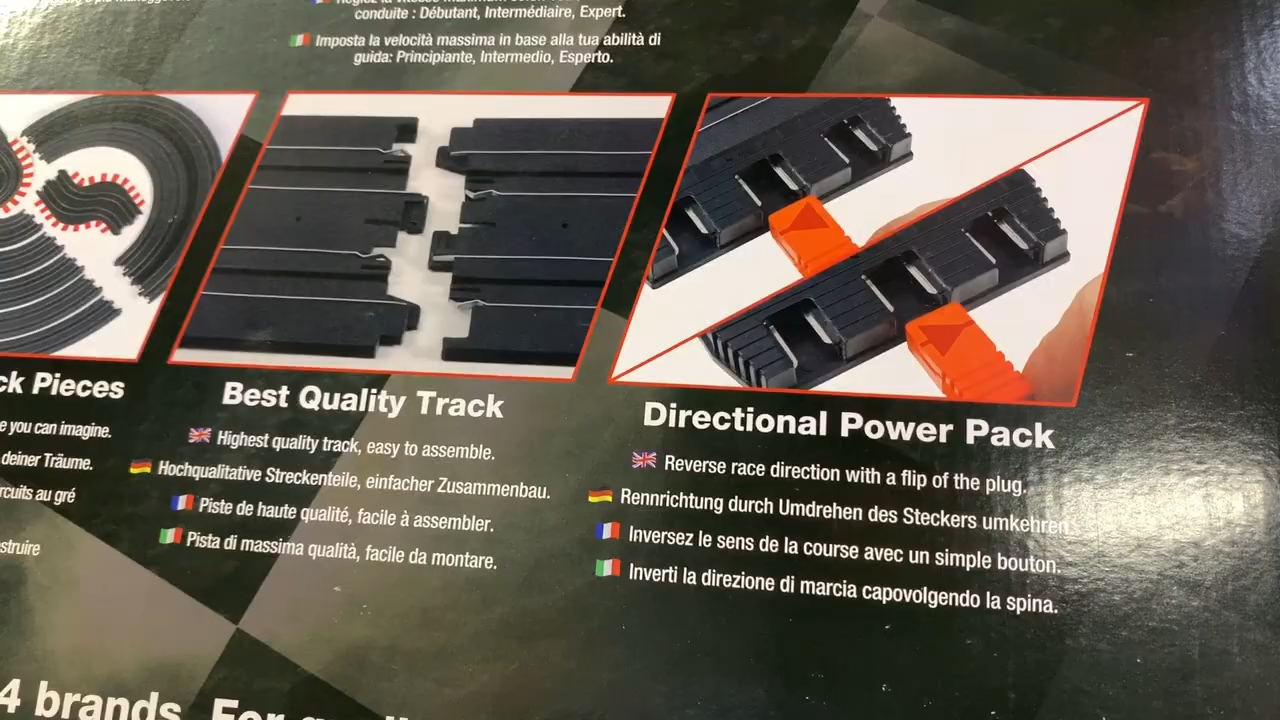 conduite : Débutant, Intermédiaire, Expert.
Imposta la velocità massima in base alla tua abilità di
guida: Principiante, Intermedio, Esperto.
Pieces
e you can imagine.
deiner Träume.
au gré
Best Quality Track
Highest quality track, easy to assemble.
Hochqualitative Streckenteile, einfacher Zusammenbau.
Piste de haute qualité, facile à assembler.
Pista di massima qualità, facile da montare.
Directional Power Pack
Reverse race direction with a flip of the plug.
Rennrichtung durch Umdrehen des Steckers umkehren
Inversez le sens de la course avec un simple bouton.
Inverti la direzione di marcia capovolgendo la spina.
4 brands. For